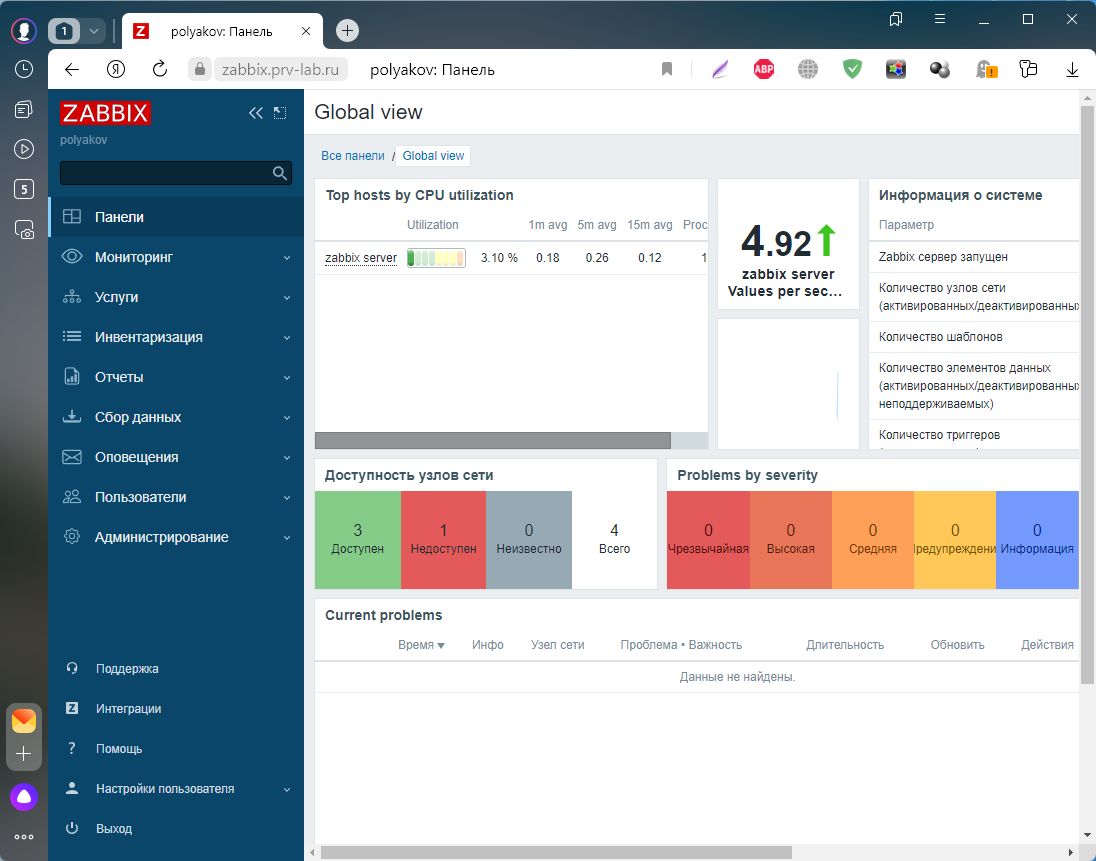 1
polyakov: Панель
zabbix.prv-lab.ru
polyakov: Панель
ABP
5
ZABBIX
polyakov
Панели
Мониторинг
Услуги
Инвентаризация
Отчеты
Сбор данных
Оповещения
Пользователи
Администрирование
Поддержка
Интеграции
Помощь
Настройки пользователя
Выход
Global view
Все панели / Global view
Top hosts by CPU utilization
Utilization 1m avg 5m avg 15m avg Proc
zabbix server 3.10 % 0.18 0.26 0.12 1
4.92
zabbix server
Values per sec...
Информация о системе
Параметр
Zabbix сервер запущен
Количество узлов сети
(активированных/деактивированных
Количество шаблонов
Количество элементов данных
(активированных/деактивированных
неподдерживаемых)
Количество триггеров
Доступность узлов сети
3 1 0 4
Доступен Недоступен Неизвестно Всего
Problems by severity
0 0 0 0 0
Чрезвычайная Высокая Средняя Предупреждени Информация
Current problems
Время Инфо Узел сети Проблема • Важность Длительность Обновить Действия
Данные не найдены.